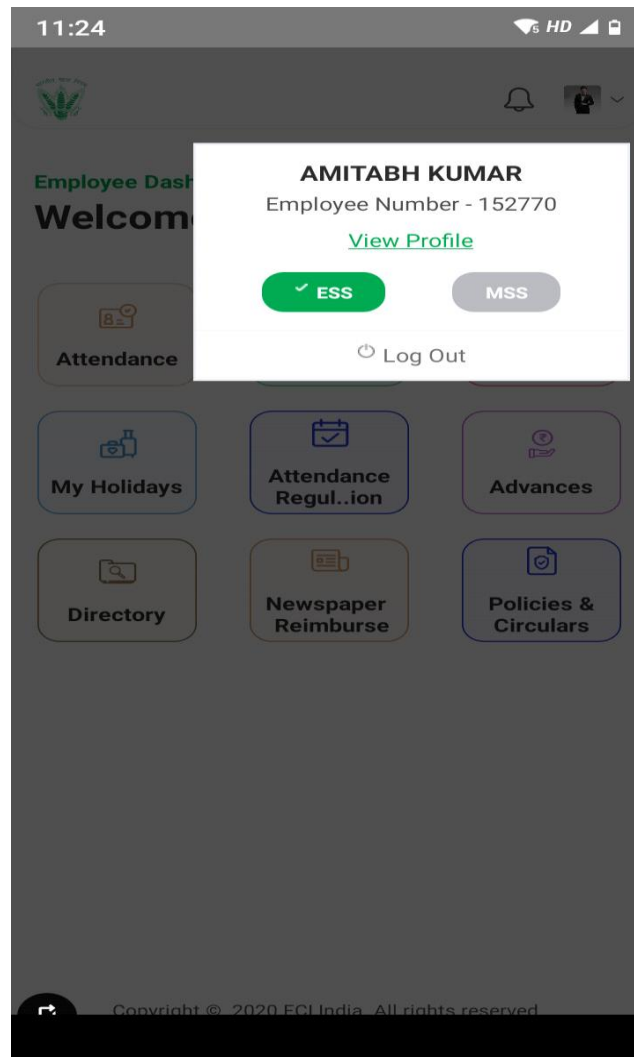 11:24
5 HD
Employee Dash
Welcom
AMITABH KUMAR
Employee Number - 152770
View Profile
ESS MSS
Log Out
Attendance
My Holidays
Attendance
Regul..ion
Advances
Directory
Newspaper
Reimburse
Policies &
Circulars
Copyright © 2020 FCI India. All rights reserved